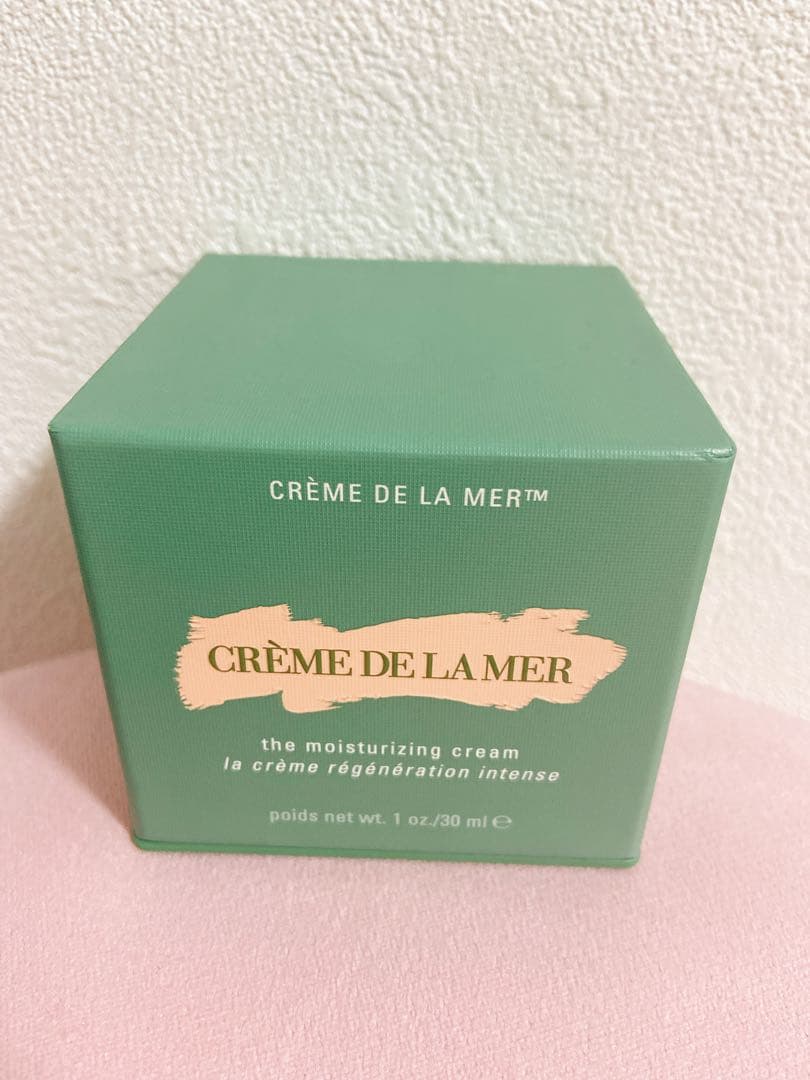 CRÈME DE LA MER™
CRÈME DE LA MER
the moisturizing cream
la crème régénération intense
poids net wt. 1 oz./30 ml ℮